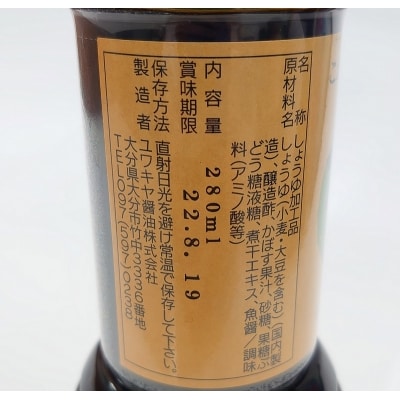 名称 しょうゆ加工品
原材料名 しょうゆ(小麦・大豆を含む)(国内製
造)、醸造酢、かぼす果汁、砂糖、果糖ぶ
どう糖液糖、煮干エキス、魚醤/調味
料(アミノ酸等)
内容量 280ml
賞味期限 22.8.19
保存方法 直射日光を避け常温で保存して下さい。
製造者 ユワキヤ醤油株式会社
大分県大分市竹中3336番地
TEL097(597)0238